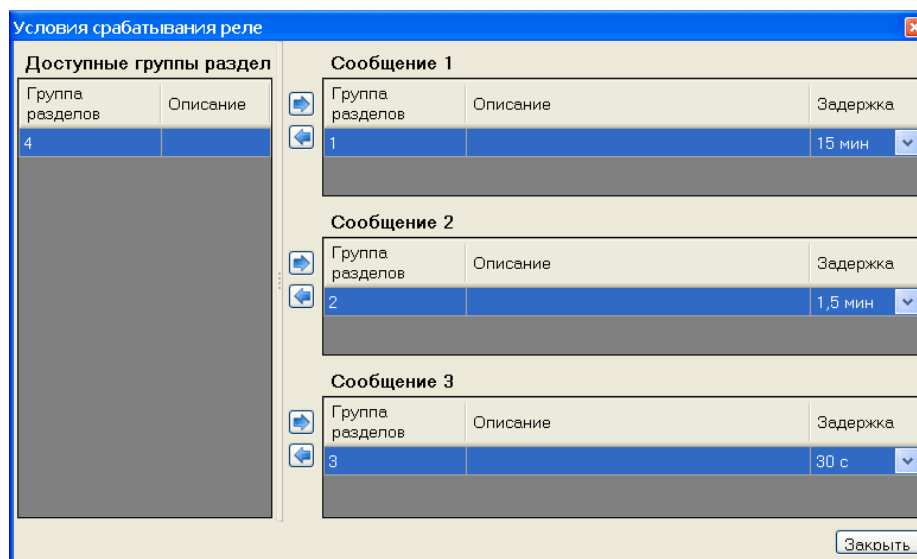 Условия срабатывания реле
Доступные группы раздел
Группа разделов
Описание
4
Сообщение 1
Группа разделов
Описание
Задержка
1
15 мин
Сообщение 2
Группа разделов
Описание
Задержка
2
1,5 мин
Сообщение 3
Группа разделов
Описание
Задержка
3
30 с
Закрыть